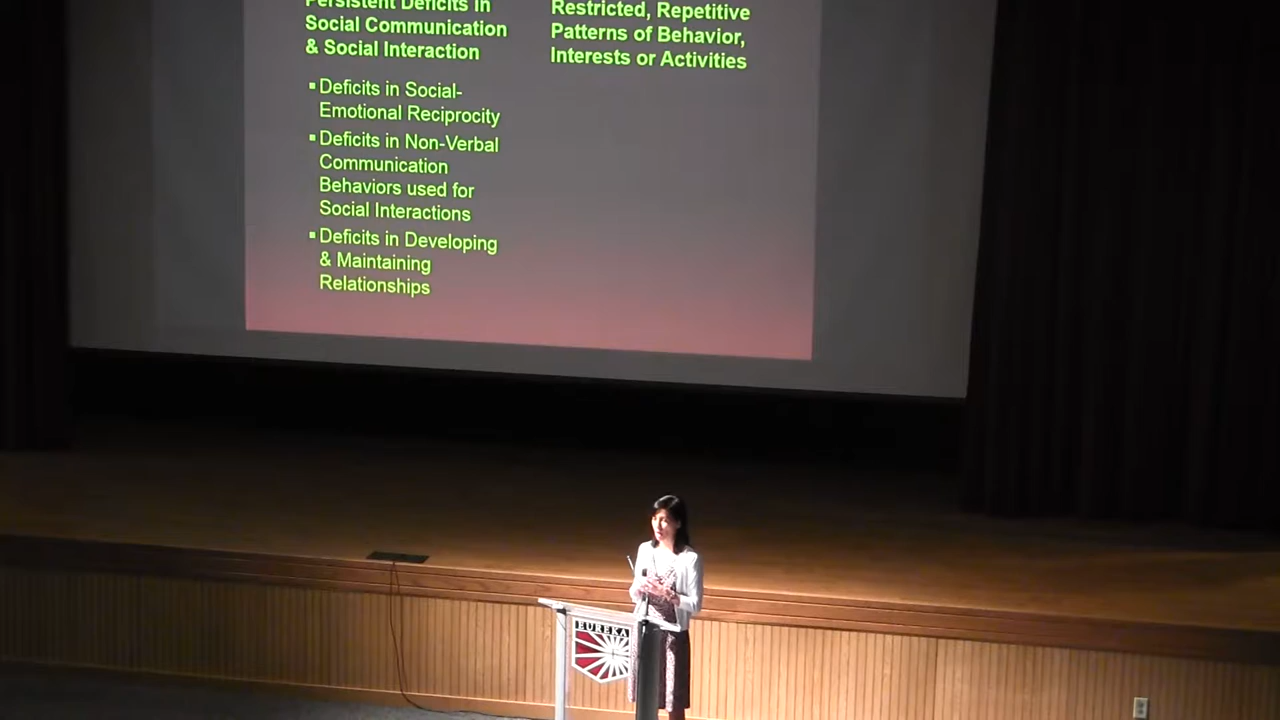 Persistent Deficits in
Social Communication
& Social Interaction
▪ Deficits in Social-
Emotional Reciprocity
▪ Deficits in Non-Verbal
Communication
Behaviors used for
Social Interactions
▪ Deficits in Developing
& Maintaining
Relationships
Restricted, Repetitive
Patterns of Behavior,
Interests or Activities
EUREKA